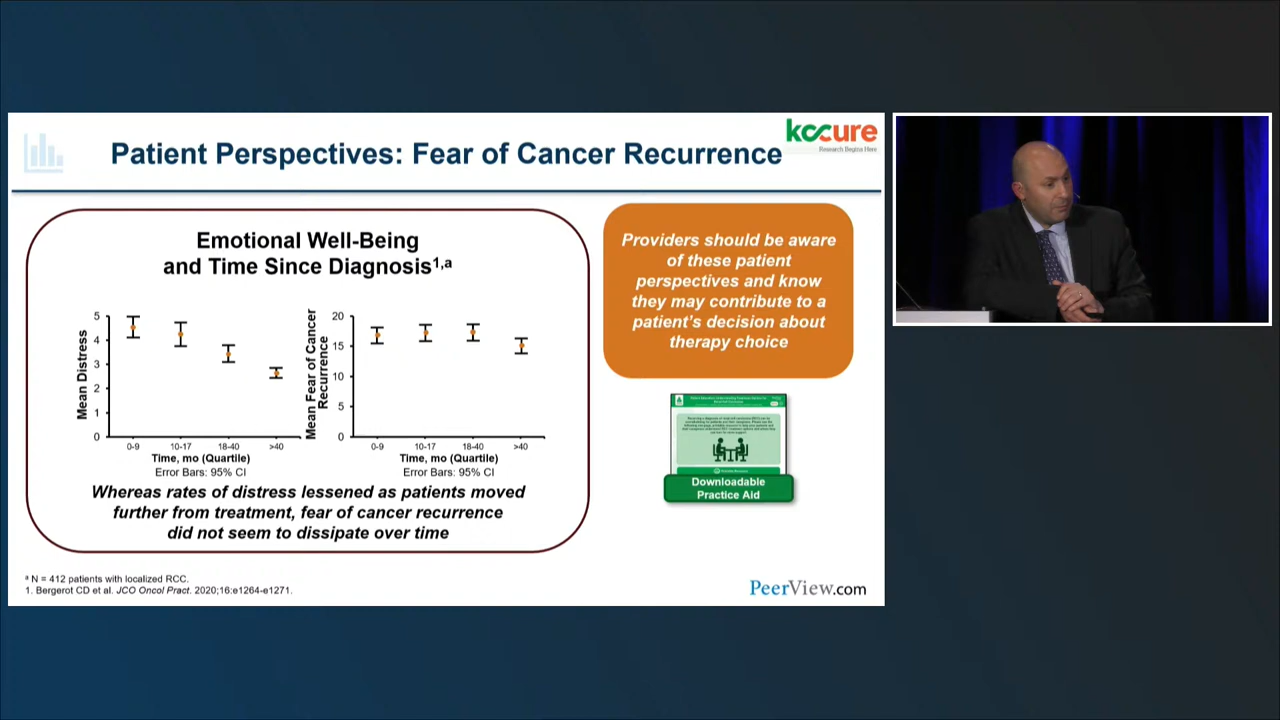 kccure
Research Begins Here
Patient Perspectives: Fear of Cancer Recurrence
Emotional Well-Being
and Time Since Diagnosis1,a
Mean Distress
5
4
3
2
1
0
0-9
10-17
18-40
>40
Time, mo (Quartile)
Error Bars: 95% CI
Mean Fear of Cancer
Recurrence
20
15
10
5
0
0-9
10-17
18-40
>40
Time, mo (Quartile)
Error Bars: 95% CI
Whereas rates of distress lessened as patients moved
further from treatment, fear of cancer recurrence
did not seem to dissipate over time
Providers should be aware
of these patient
perspectives and know
they may contribute to a
patient's decision about
therapy choice
Downloadable
Practice Aid
a N = 412 patients with localized RCC.
1. Bergerot CD et al. JCO Oncol Pract. 2020;16:e1264-e1271.
PeerView.com